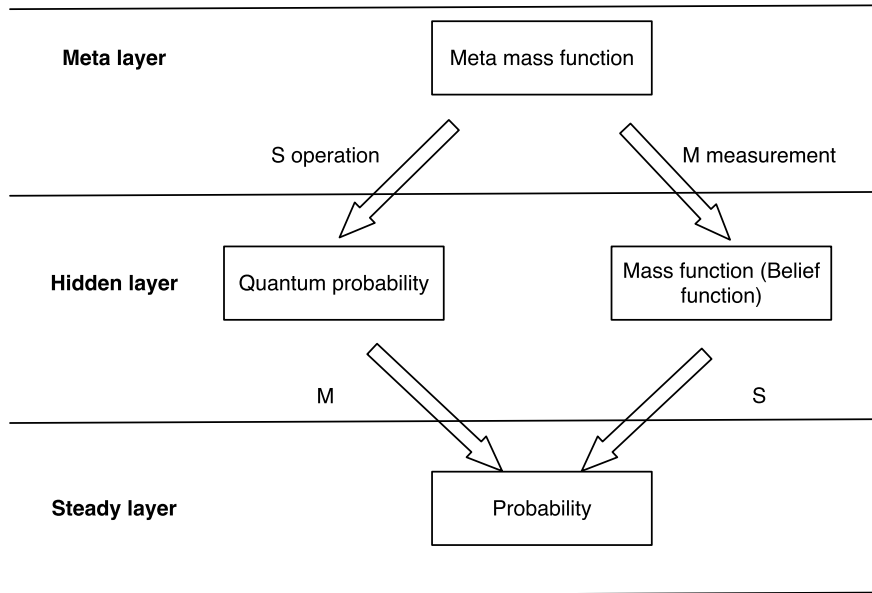 Meta layer
Meta mass function
S operation
M measurement
Hidden layer
Quantum probability
Mass function (Belief
function)
M
S
Steady layer
Probability